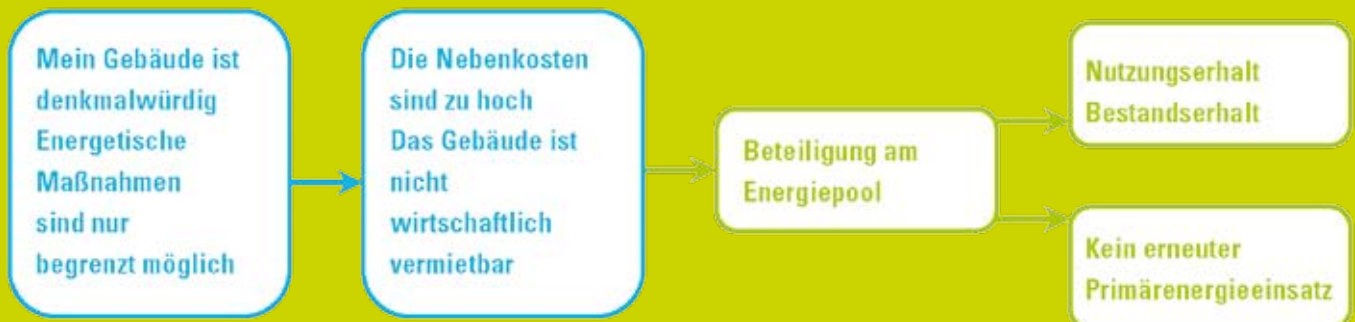 Mein Gebäude ist
denkmalwürdig
Energetische
Maßnahmen
sind nur
begrenzt möglich
Die Nebenkosten
sind zu hoch
Das Gebäude ist
nicht
wirtschaftlich
vermietbar
Beteiligung am
Energiepool
Nutzungserhalt
Bestandserhalt
Kein erneuter
Primärenergieeinsatz